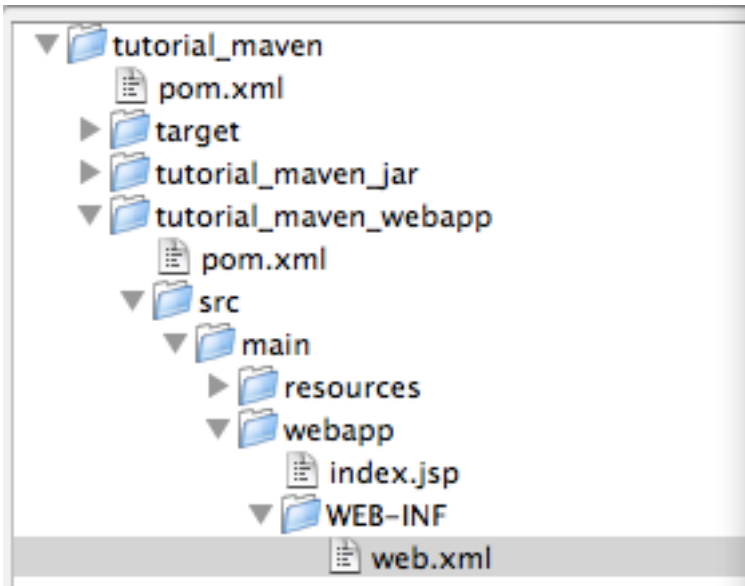 tutorial_maven
pom.xml
target
tutorial_maven_jar
tutorial_maven_webapp
pom.xml
src
main
resources
webapp
index.jsp
WEB-INF
web.xml